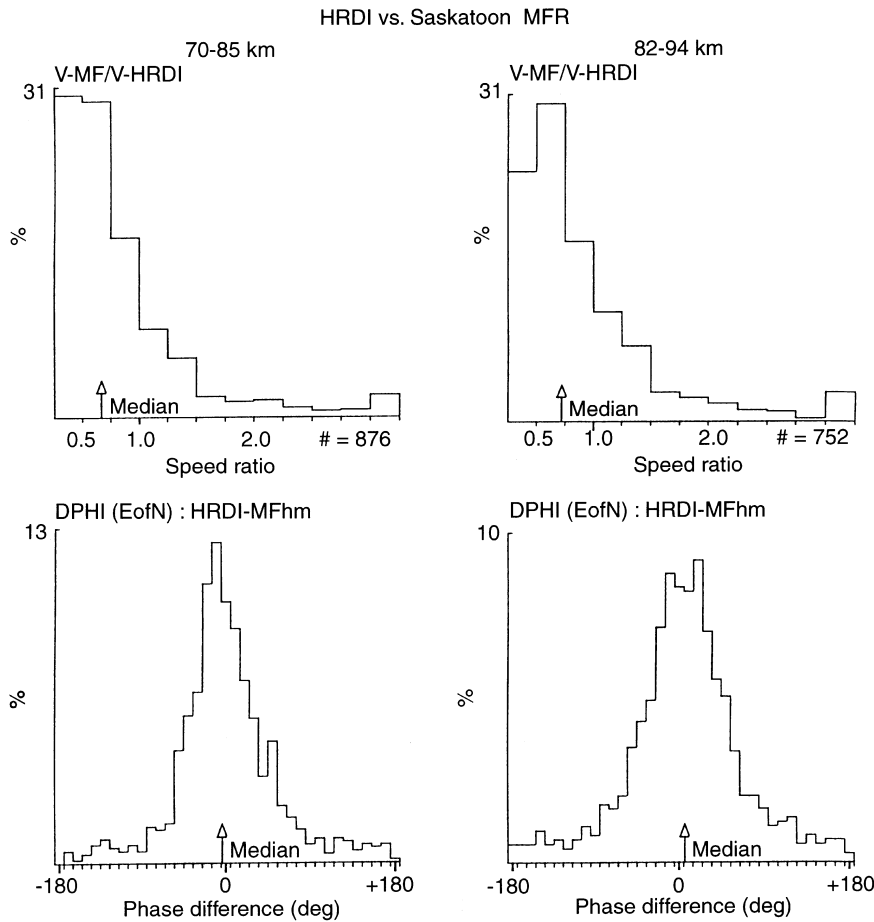 HRDI vs. Saskatoon MFR
70-85 km
V-MF/V-HRDI
31
%
Median
0.5 1.0 2.0 # = 876
Speed ratio
82-94 km
V-MF/V-HRDI
31
%
Median
0.5 1.0 2.0 # = 752
Speed ratio
DPHI (EofN) : HRDI-MFhm
13
%
Median
-180 0 +180
Phase difference (deg)
DPHI (EofN) : HRDI-MFhm
10
%
Median
-180 0 +180
Phase difference (deg)